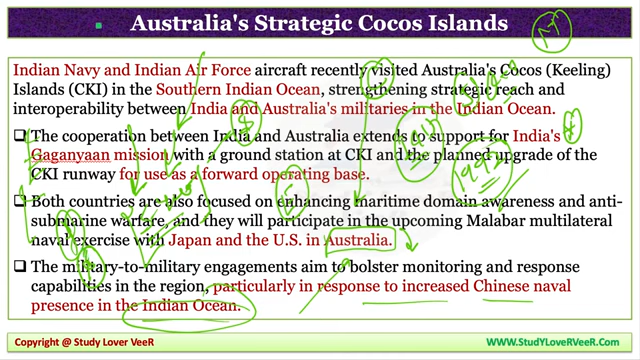 Australia's Strategic Cocos Islands
Indian Navy and Indian Air Force aircraft recently visited Australia's Cocos (Keeling)
Islands (CKI) in the Southern Indian Ocean, strengthening strategic reach and
interoperability between India and Australia's militaries in the Indian Ocean.
The cooperation between India and Australia extends to support for India's
Gaganyaan mission with a ground station at CKI and the planned upgrade of the
CKI runway for use as a forward operating base.
Both countries are also focused on enhancing maritime domain awareness and anti-
submarine warfare, and they will participate in the upcoming Malabar multilateral
naval exercise with Japan and the U.S. in Australia.
The military-to-military engagements aim to bolster monitoring and response
capabilities in the region, particularly in response to increased Chinese naval
presence in the Indian Ocean.
Copyright @ Study Lover VeeR
WWW.StudyLoverVeeR.COM
1992